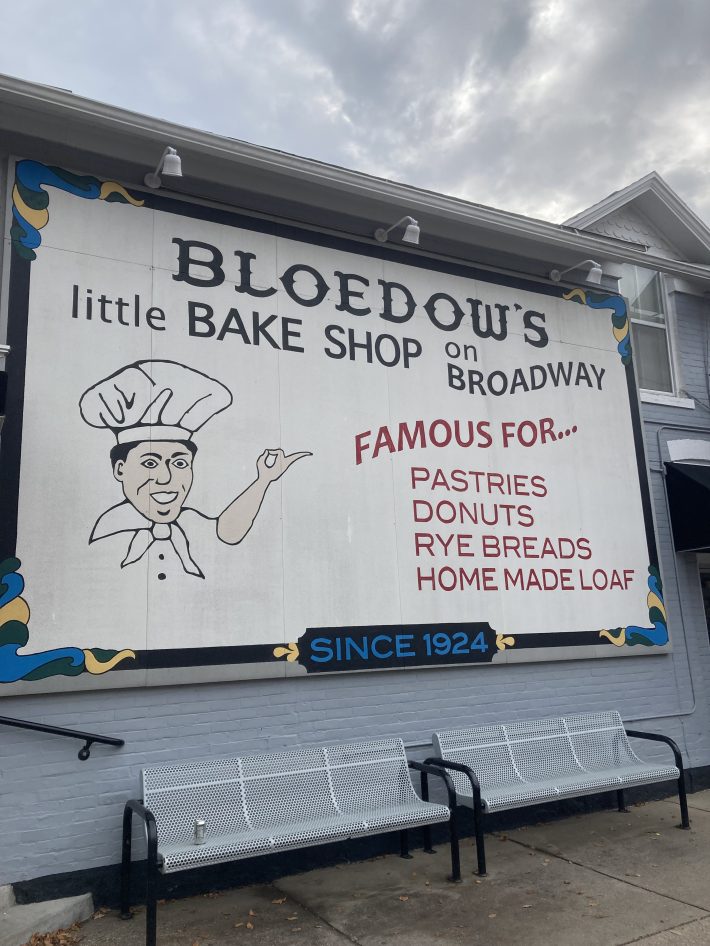 BLOEDOW'S
little BAKE SHOP on
BROADWAY
FAMOUS FOR...
PASTRIES
DONUTS
RYE BREADS
HOME MADE LOAF
SINCE 1924